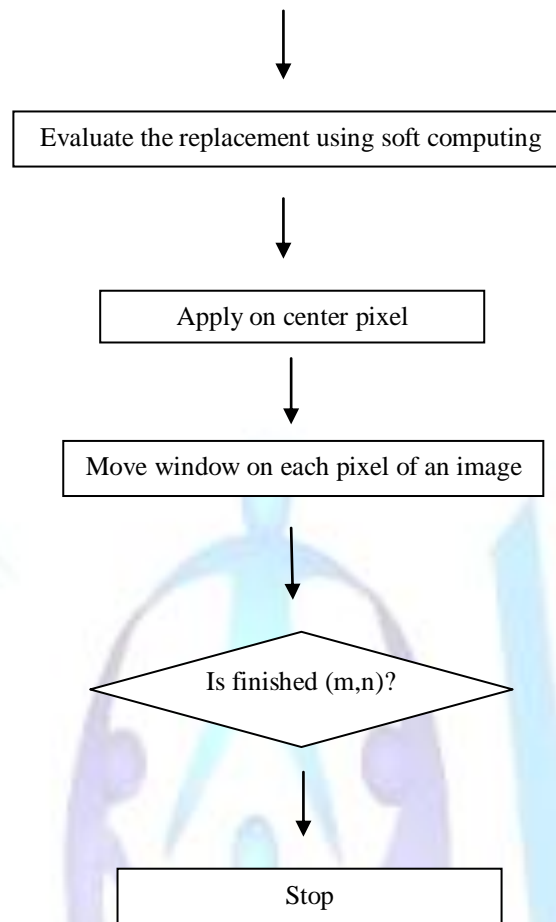 Evaluate the replacement using soft computing
Apply on center pixel
Move window on each pixel of an image
Is finished (m,n)?
Stop